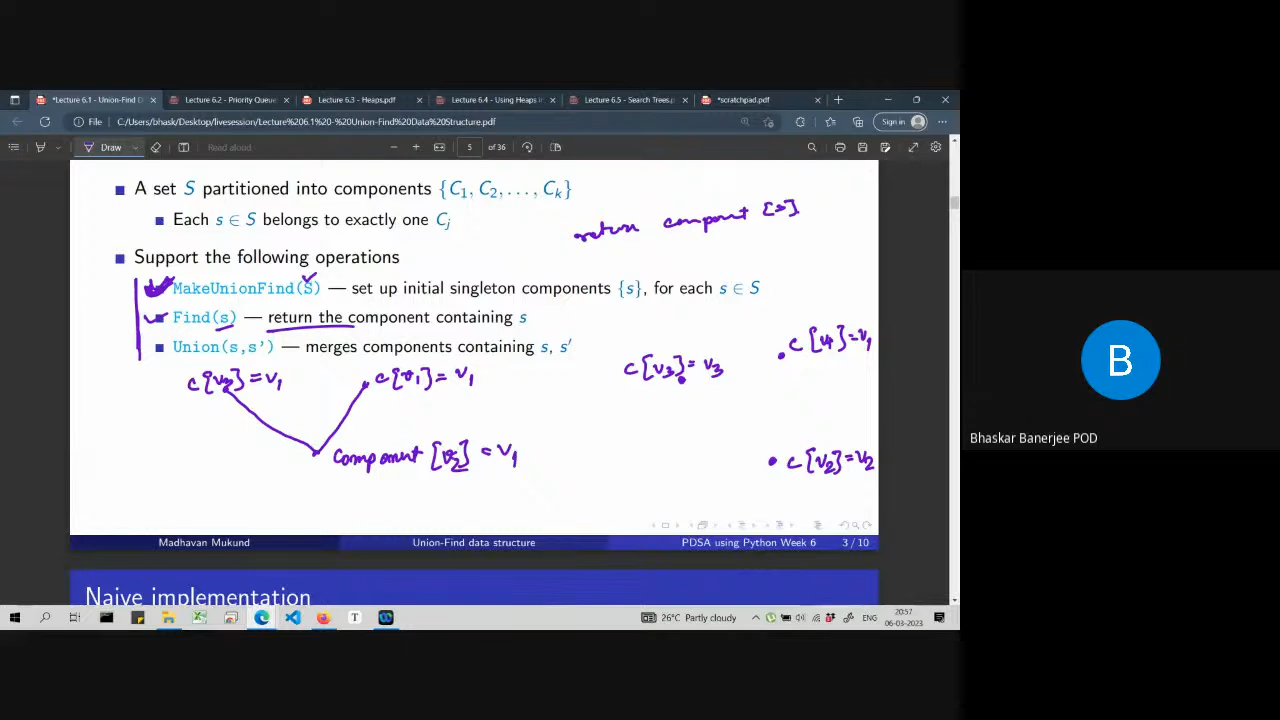 *Lecture 6.1 - Union-Find D
Lecture 6.2 - Priority Queue
Lecture 6.3 - Heaps.pdf
Lecture 6.4 - Using Heaps in
Lecture 6.5 - Search Trees.p
*scratchpad.pdf
File C:/Users/bhask/Desktop/livesession/Lecture%206.1%20-%20Union-Find%20Data%20Structure.pdf
Sign in
Draw
Read aloud
5 of 36
A set S partitioned into components {C1, C2, . . . , Ck}
Each s ∈ S belongs to exactly one Cj
return component [s]
Support the following operations
MakeUnionFind(S) — set up initial singleton components {s}, for each s ∈ S
Find(s) — return the component containing s
Union(s,s') — merges components containing s, s'
c[v4]=v1
c[v3]=v3
c[v1]=v1
component [v2] = v1
c[v2]=v2
Madhavan Mukund
Union-Find data structure
PDSA using Python Week 6
3 / 10
Naive implementation
26°C Partly cloudy
ENG
20:57
06-03-2023
B
Bhaskar Banerjee POD